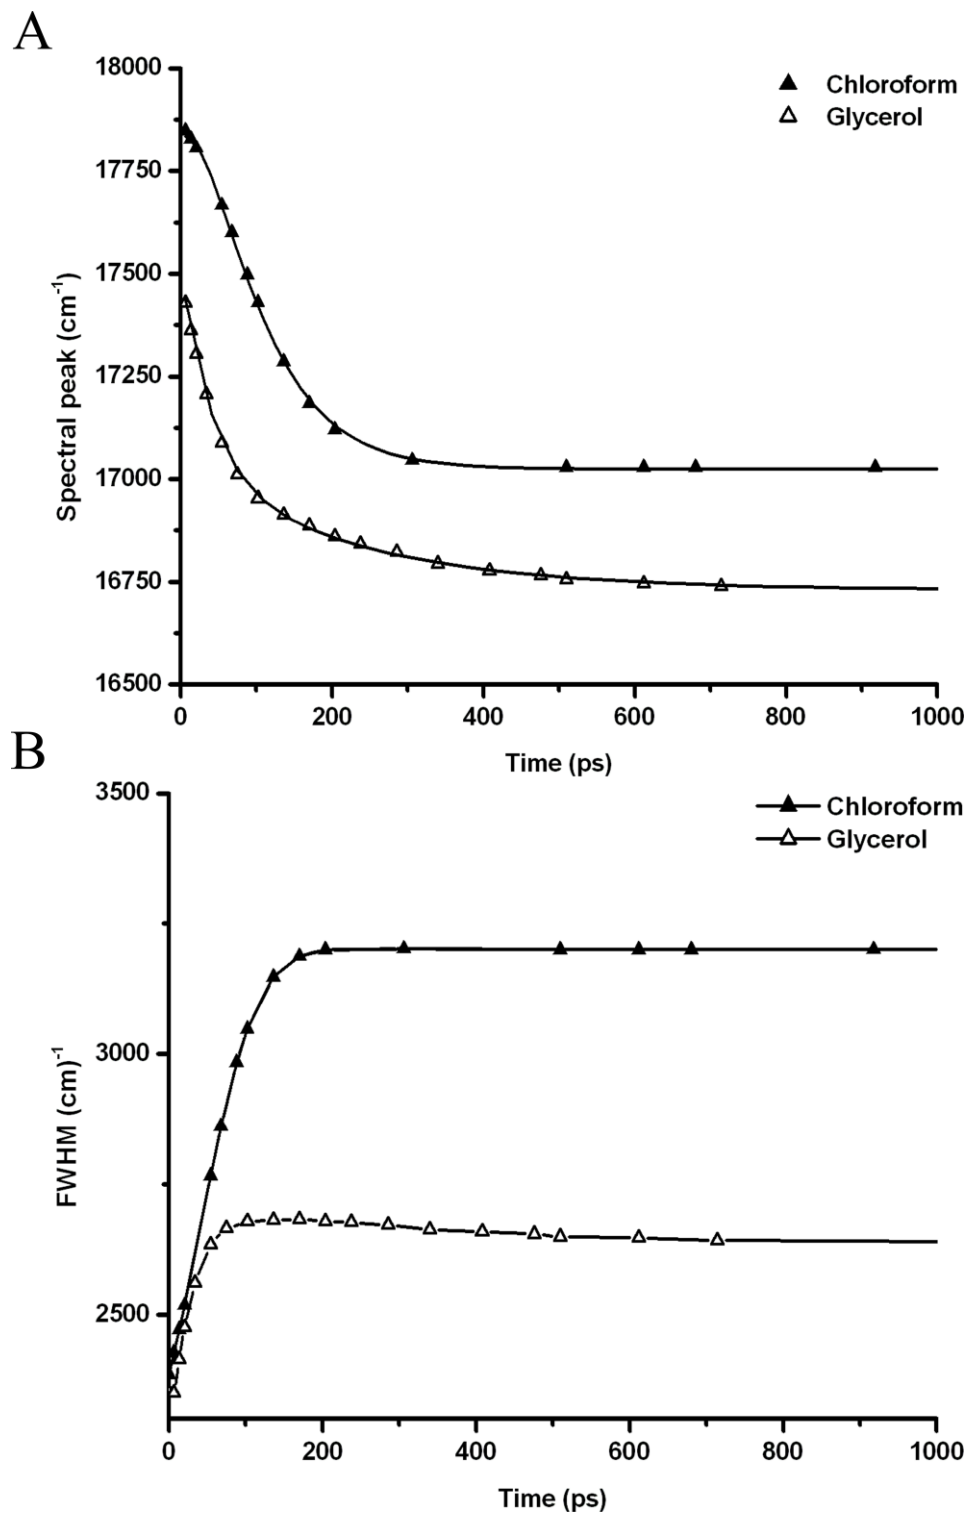 A
18000
17750
17500
17250
17000
16750
16500
Spectral peak (cm-1)
Chloroform
Glycerol
0 200 400 600 800 1000
Time (ps)
B
3500
3000
2500
FWHM (cm)-1
Chloroform
Glycerol
0 200 400 600 800 1000
Time (ps)